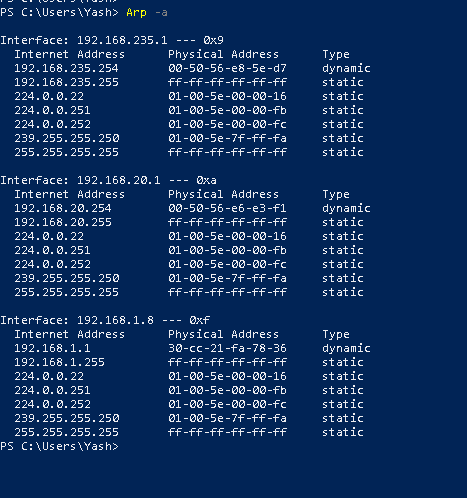 PS C:\Users\Yash> Arp -a
Interface: 192.168.235.1 --- 0x9
Internet Address Physical Address Type
192.168.235.254 00-50-56-e8-5e-d7 dynamic
192.168.235.255 ff-ff-ff-ff-ff-ff static
224.0.0.22 01-00-5e-00-00-16 static
224.0.0.251 01-00-5e-00-00-fb static
224.0.0.252 01-00-5e-00-00-fc static
239.255.255.250 01-00-5e-7f-ff-fa static
255.255.255.255 ff-ff-ff-ff-ff-ff static
Interface: 192.168.20.1 --- 0xa
Internet Address Physical Address Type
192.168.20.254 00-50-56-e6-e3-f1 dynamic
192.168.20.255 ff-ff-ff-ff-ff-ff static
224.0.0.22 01-00-5e-00-00-16 static
224.0.0.251 01-00-5e-00-00-fb static
224.0.0.252 01-00-5e-00-00-fc static
239.255.255.250 01-00-5e-7f-ff-fa static
255.255.255.255 ff-ff-ff-ff-ff-ff static
Interface: 192.168.1.8 --- 0xf
Internet Address Physical Address Type
192.168.1.1 30-cc-21-fa-78-36 dynamic
192.168.1.255 ff-ff-ff-ff-ff-ff static
224.0.0.22 01-00-5e-00-00-16 static
224.0.0.251 01-00-5e-00-00-fb static
224.0.0.252 01-00-5e-00-00-fc static
239.255.255.250 01-00-5e-7f-ff-fa static
255.255.255.255 ff-ff-ff-ff-ff-ff static
PS C:\Users\Yash>